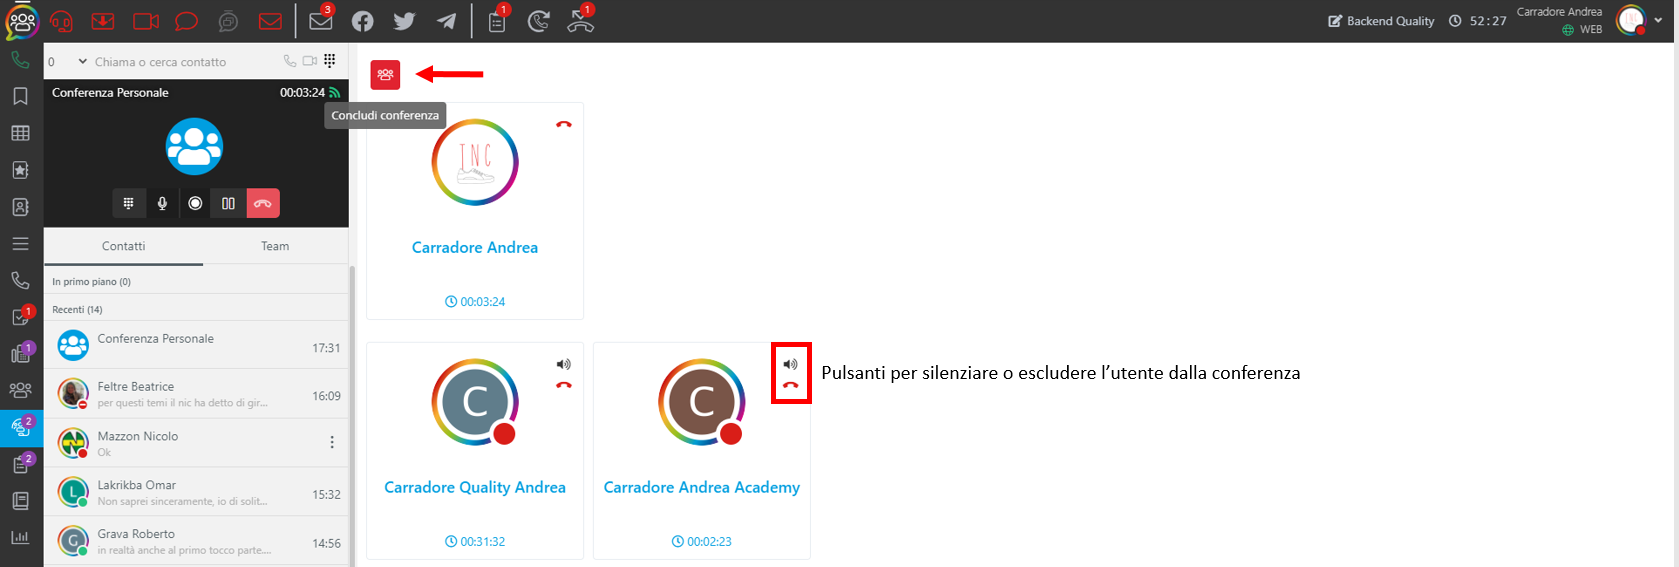 3
1
1
Backend Quality
52 : 27
Carradore Andrea
WEB
INC
0
Chiama o cerca contatto
Conferenza Personale
00:03:24
Concludi conferenza
INC
Carradore Andrea
00:03:24
Contatti
Team
In primo piano (0)
Recenti (14)
Conferenza Personale
17:31
Feltre Beatrice
16:09
per questi temi il nic ha detto di gir...
Mazzon Nicolo
Ok
Lakrikba Omar
15:32
Non saprei sinceramente, io di solit...
Grava Roberto
14:56
in realtà anche al primo tocco parte....
L
G
1
1
2
2
C
Carradore Quality Andrea
00:31:32
C
Carradore Andrea Academy
00:02:23
Pulsanti per silenziare o escludere l’utente dalla conferenza